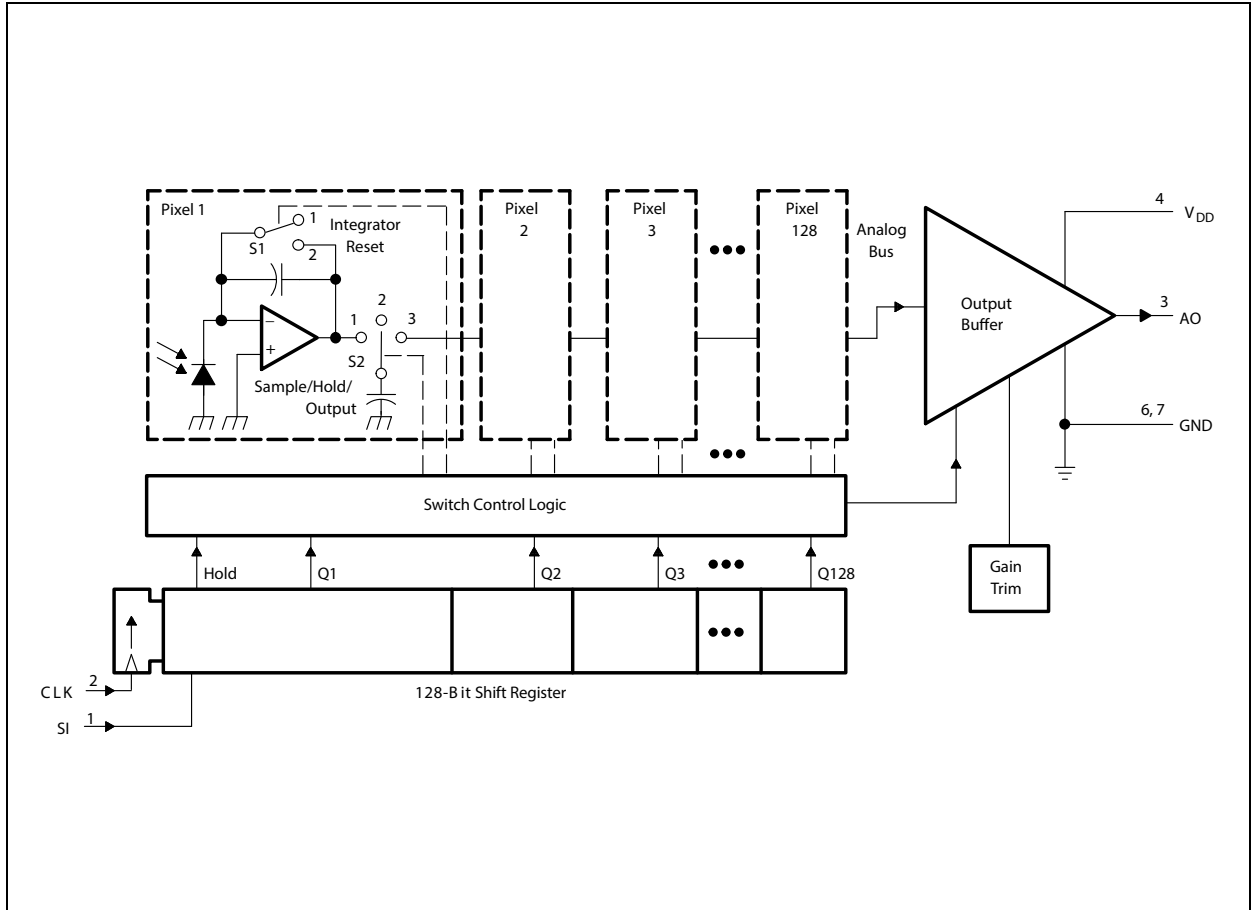 Pixel 1
1
Integrator
Reset
S1
2
−
+
1
2
3
S2
Sample/Hold/
Output
Pixel
2
Pixel
3
Pixel
128
Analog
Bus
Output
Buffer
4
VDD
3
AO
6, 7
GND
Gain
Trim
Switch Control Logic
Hold
Q1
Q2
Q3
Q128
CLK
2
SI
1
128-Bit Shift Register